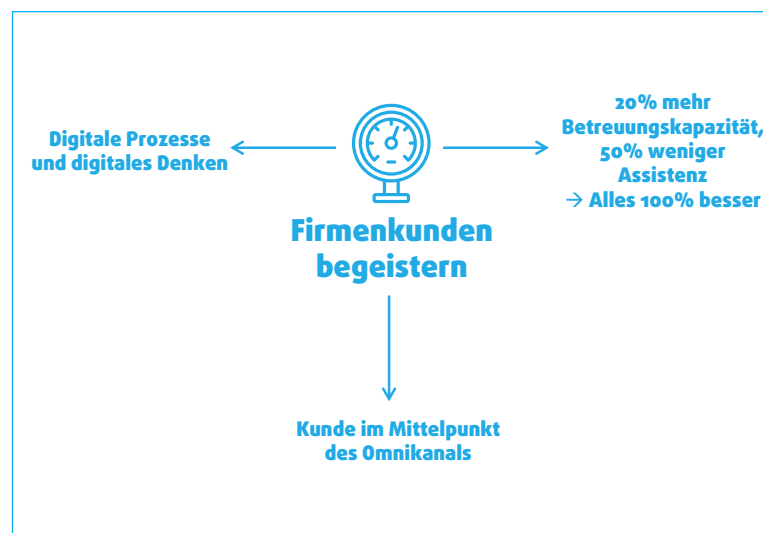 Digitale Prozesse
und digitales Denken
20% mehr
Betreuungskapazität,
50% weniger
Assistenz
→ Alles 100% besser
Firmenkunden
begeistern
Kunde im Mittelpunkt
des Omnikanals